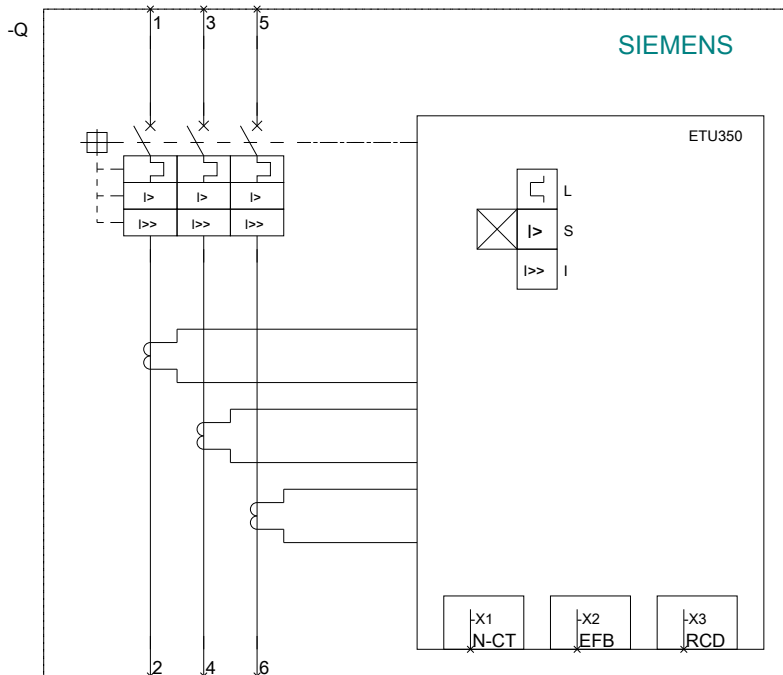 1 3 5
-Q
SIEMENS
ETU350
L
I> I> I>
I> S
I>> I>> I>>
I>> I
-X1 -X2 -X3
N-CT EFB RCD
2 4 6